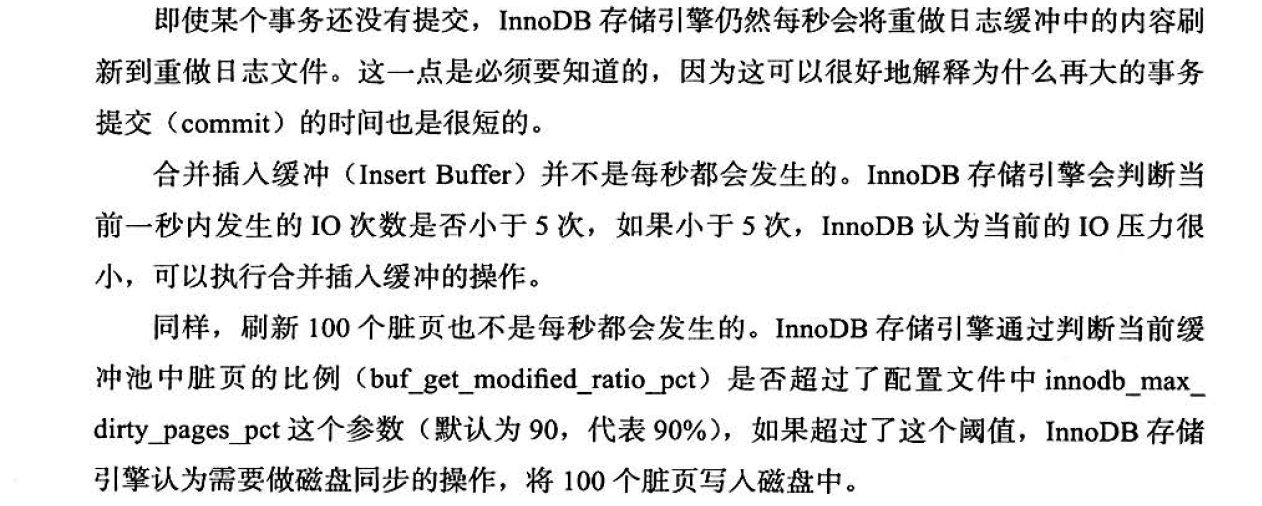 即使某个事务还没有提交，InnoDB 存储引擎仍然每秒会将重做日志缓冲中的内容刷
新到重做日志文件。这一点是必须要知道的，因为这可以很好地解释为什么再大的事务
提交（commit）的时间也是很短的。
合并插入缓冲（Insert Buffer）并不是每秒都会发生的。InnoDB 存储引擎会判断当
前一秒内发生的 IO 次数是否小于 5 次，如果小于 5 次，InnoDB 认为当前的 IO 压力很
小，可以执行合并插入缓冲的操作。
同样，刷新 100 个脏页也不是每秒都会发生的。InnoDB 存储引擎通过判断当前缓
冲池中脏页的比例（buf_get_modified_ratio_pct）是否超过了配置文件中 innodb_max_
dirty_pages_pct 这个参数（默认为 90，代表 90%），如果超过了这个阈值，InnoDB 存储
引擎认为需要做磁盘同步的操作，将 100 个脏页写入磁盘中。